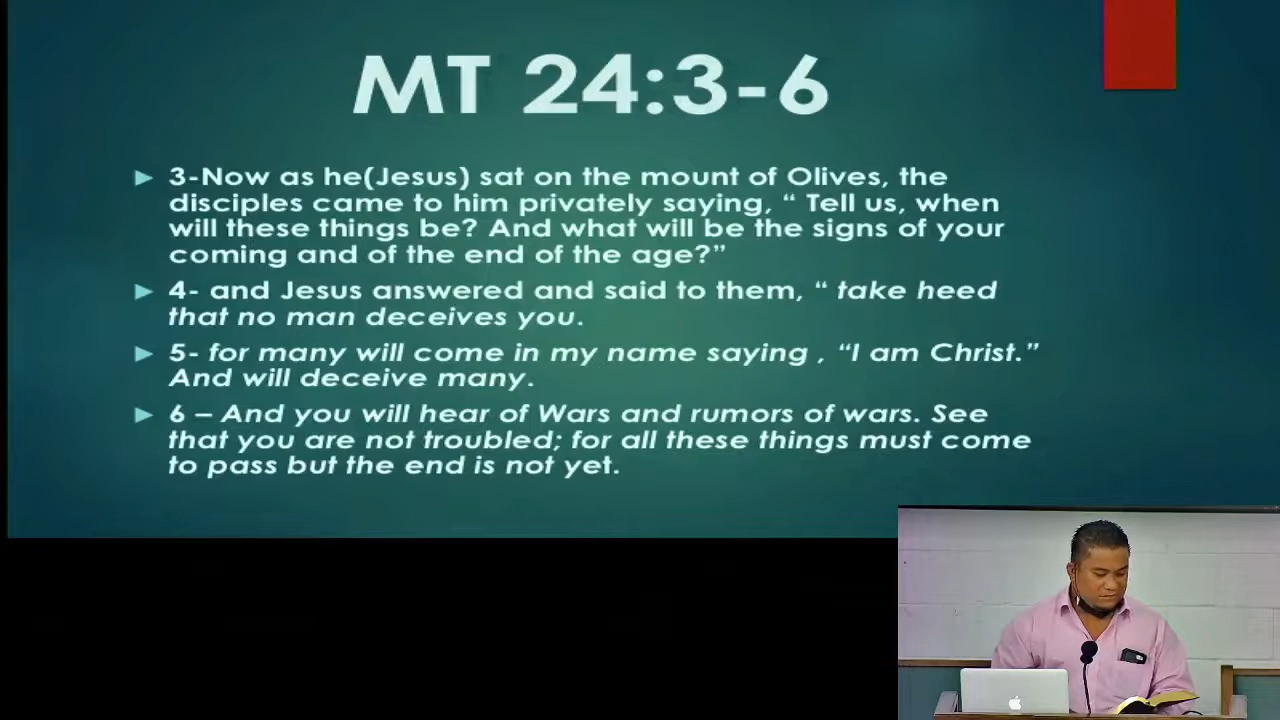 MT 24:3-6
3-Now as he(Jesus) sat on the mount of Olives, the
disciples came to him privately saying, “ Tell us, when
will these things be? And what will be the signs of your
coming and of the end of the age?”
4- and Jesus answered and said to them, “ take heed
that no man deceives you.
5- for many will come in my name saying , “I am Christ.”
And will deceive many.
6 – And you will hear of Wars and rumors of wars. See
that you are not troubled; for all these things must come
to pass but the end is not yet.